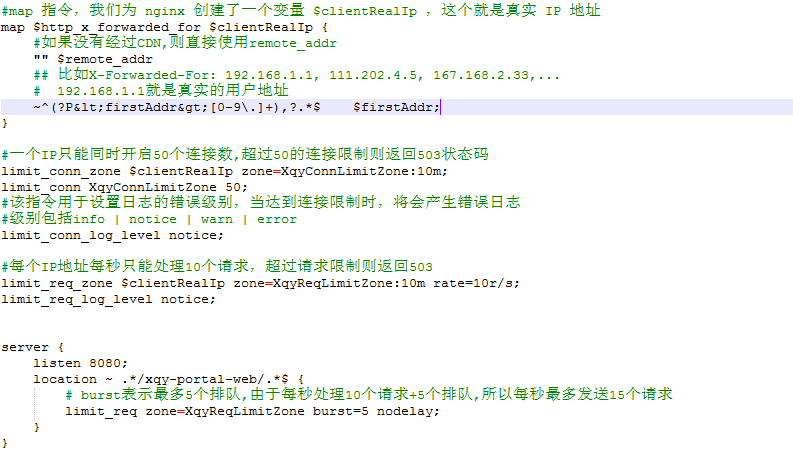 #map 指令，我们为 nginx 创建了一个变量 $clientRealIp ，这个就是真实 IP 地址
map $http_x_forwarded_for $clientRealIp {
    #如果没有经过CDN,则直接使用remote_addr
    "" $remote_addr
    ## 比如X-Forwarded-For: 192.168.1.1, 111.202.4.5, 167.168.2.33,...
    #  192.168.1.1就是真实的用户地址
    ~^(?P&lt;firstAddr&gt;[0-9\.]+),?.*$    $firstAddr;
}

#一个IP只能同时开启50个连接数,超过50的连接限制则返回503状态码
limit_conn_zone $clientRealIp zone=XqyConnLimitZone:10m;
limit_conn XqyConnLimitZone 50;
#该指令用于设置日志的错误级别，当达到连接限制时，将会产生错误日志
#级别包括info | notice | warn | error
limit_conn_log_level notice;

#每个IP地址每秒只能处理10个请求，超过请求限制则返回503
limit_req_zone $clientRealIp zone=XqyReqLimitZone:10m rate=10r/s;
limit_req_log_level notice;

server {
    listen 8080;
    location ~ .*/xqy-portal-web/.*$ {
        # burst表示最多5个排队,由于每秒处理10个请求+5个排队,所以每秒最多发送15个请求
        limit_req zone=XqyReqLimitZone burst=5 nodelay;
    }
}